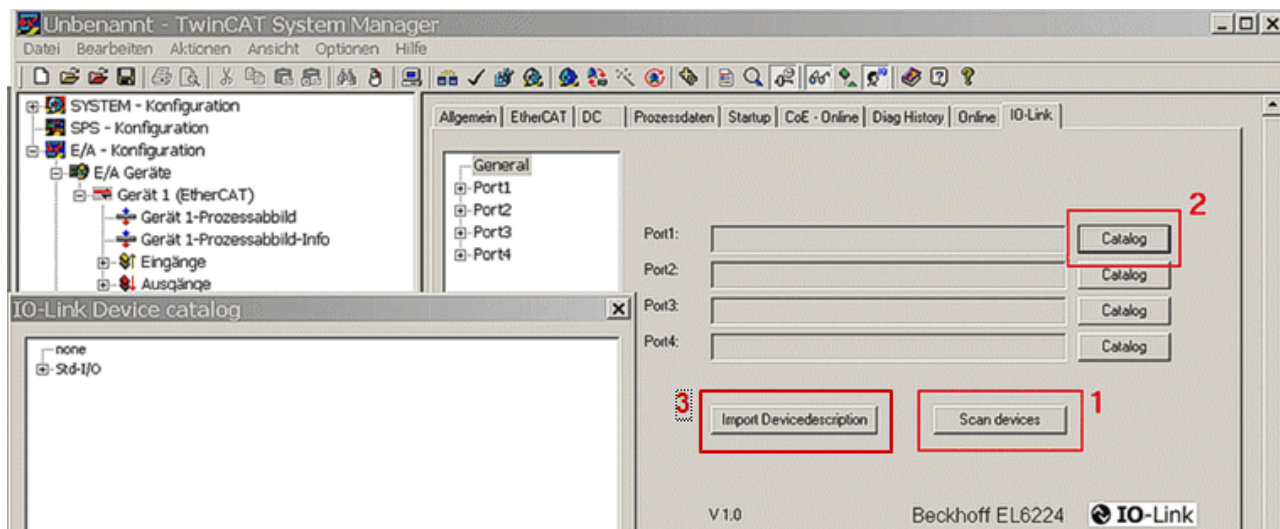 Unbenannt - TwinCAT System Manager
Datei Bearbeiten Aktionen Ansicht Optionen Hilfe
SYSTEM - Konfiguration
SPS - Konfiguration
E/A - Konfiguration
E/A Geräte
Gerät 1 (EtherCAT)
Gerät 1-Prozessabbild
Gerät 1-Prozessabbild-Info
Eingänge
Ausgänge
IO-Link Device catalog
none
Std-I/O
Allgemein EtherCAT DC Prozessdaten Startup CoE - Online Diag History Online IO-Link
General
Port1
Port2
Port3
Port4
2
Port1: Catalog
Port2: Catalog
Port3: Catalog
Port4: Catalog
3 Import Devicedescription Scan devices 1
V 1.0 Beckhoff EL6224 IO-Link